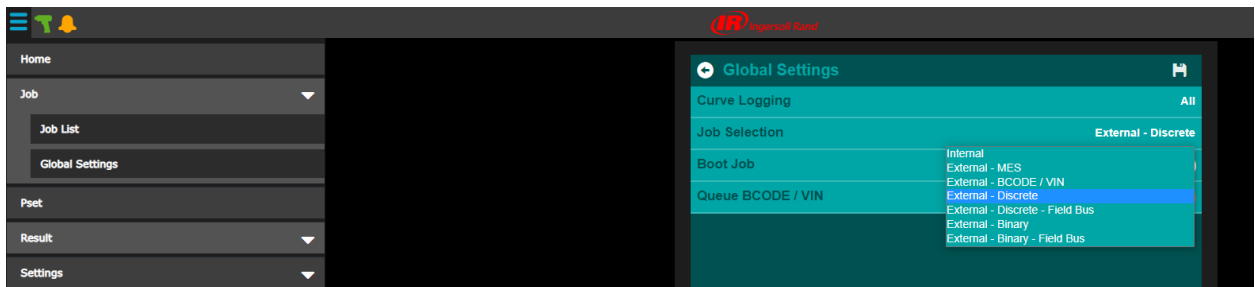 IR Ingersoll Rand
Home
Job
Job List
Global Settings
Pset
Result
Settings
Global Settings
Curve Logging All
Job Selection External - Discrete
Boot Job
Queue BCODE / VIN
Internal
External - MES
External - BCODE / VIN
External - Discrete
External - Discrete - Field Bus
External - Binary
External - Binary - Field Bus